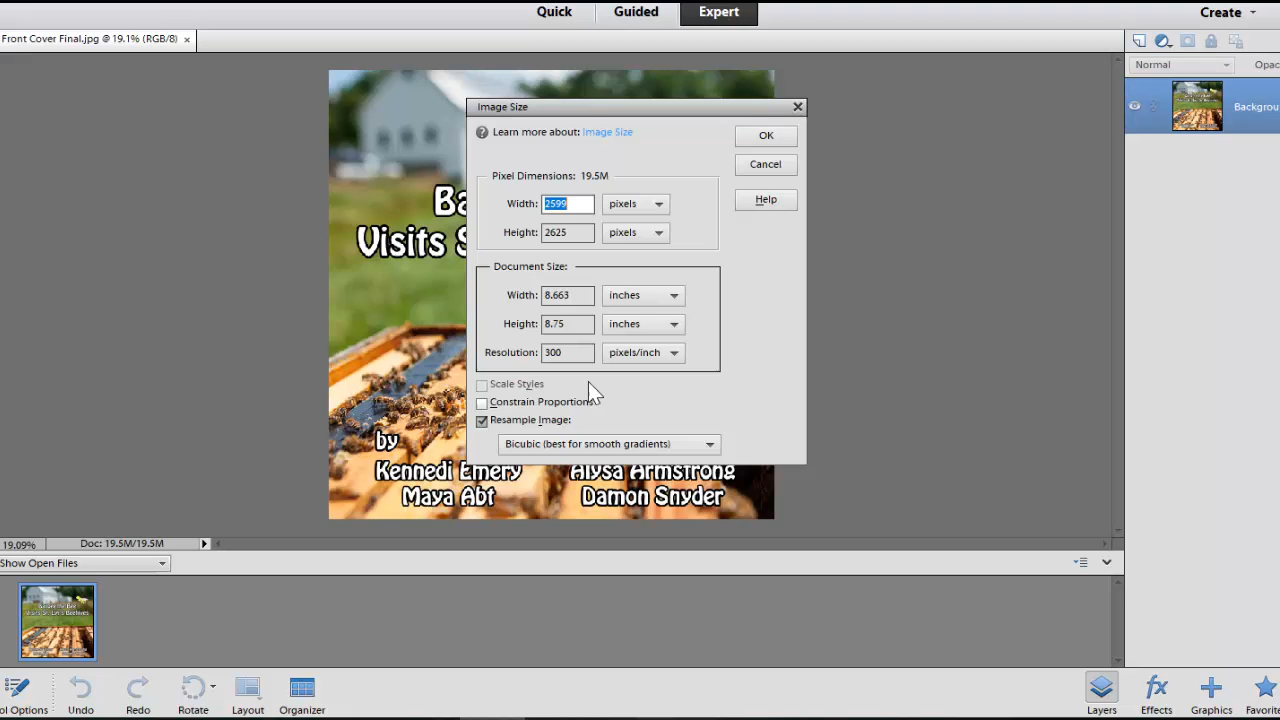 Quick
Guided
Expert
Create
Front Cover Final.jpg @ 19.1% (RGB/8)
×
Normal
Opac
Backgrou
Image Size
Learn more about: Image Size
OK
Cancel
Help
Pixel Dimensions: 19.5M
Width: 2599 pixels
Height: 2625 pixels
Document Size:
Width: 8.663 inches
Height: 8.75 inches
Resolution: 300 pixels/inch
Scale Styles
Constrain Proportions
Resample Image:
Bicubic (best for smooth gradients)
Ba
Visits S
by
Kennedi Emery
Maya Abt
Alysa Armstrong
Damon Snyder
19.09%
Doc: 19.5M/19.5M
Show Open Files
ol Options
Undo
Redo
Rotate
Layout
Organizer
Layers
fx
Effects
Graphics
Favorit